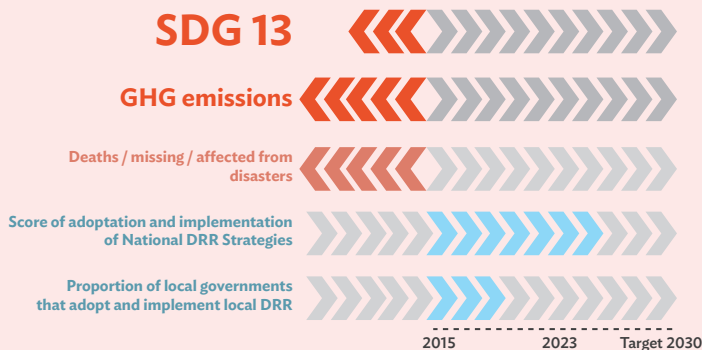 SDG 13
GHG emissions
Deaths / missing / affected from
disasters
Score of adoptation and implementation
of National DRR Strategies
Proportion of local governments
that adopt and implement local DRR
2015 2023 Target 2030